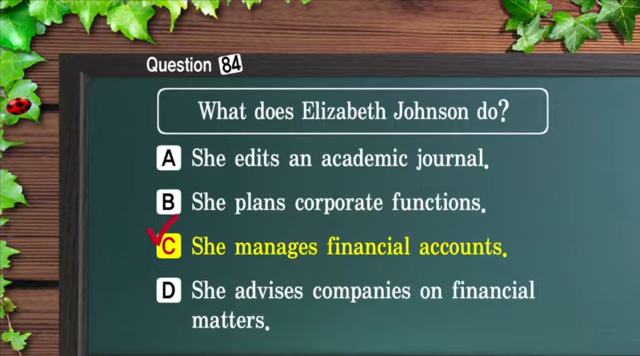 Question 84
What does Elizabeth Johnson do?
A She edits an academic journal.
B She plans corporate functions.
C She manages financial accounts.
D She advises companies on financial
matters.